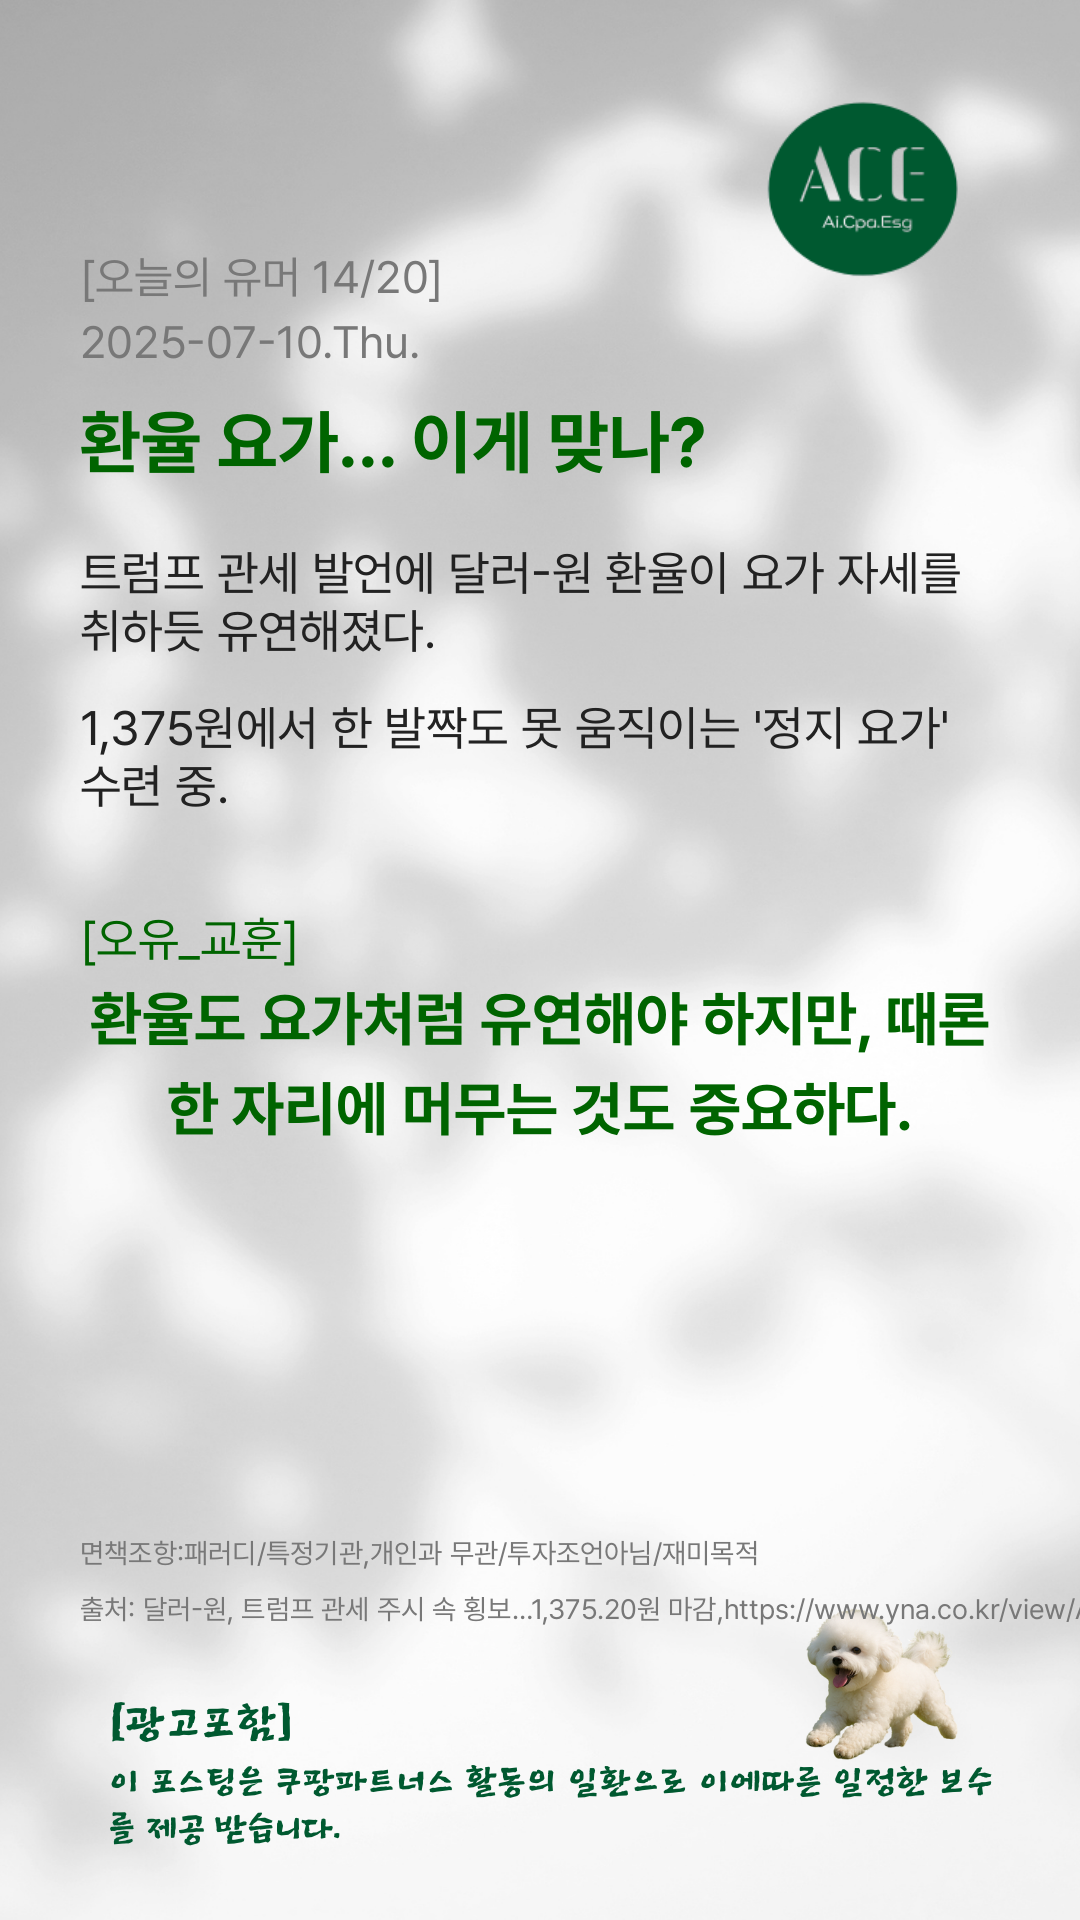 ACE
Ai.Cpa.Esg
[오늘의 유머 14/20]
2025-07-10.Thu.
환율 요가... 이게 맞나?
트럼프 관세 발언에 달러-원 환율이 요가 자세를
취하듯 유연해졌다.
1,375원에서 한 발짝도 못 움직이는 '정지 요가'
수련 중.
[오유_교훈]
환율도 요가처럼 유연해야 하지만, 때론
한 자리에 머무는 것도 중요하다.
면책조항:패러디/특정기관,개인과 무관/투자조언아님/재미목적
출처: 달러-원, 트럼프 관세 주시 속 횡보...1,375.20원 마감,https://www.yna.co.kr/view/
[광고포함]
이 포스팅은 쿠팡파트너스 활동의 일환으로 이에따른 일정한 보수
를 제공 받습니다.